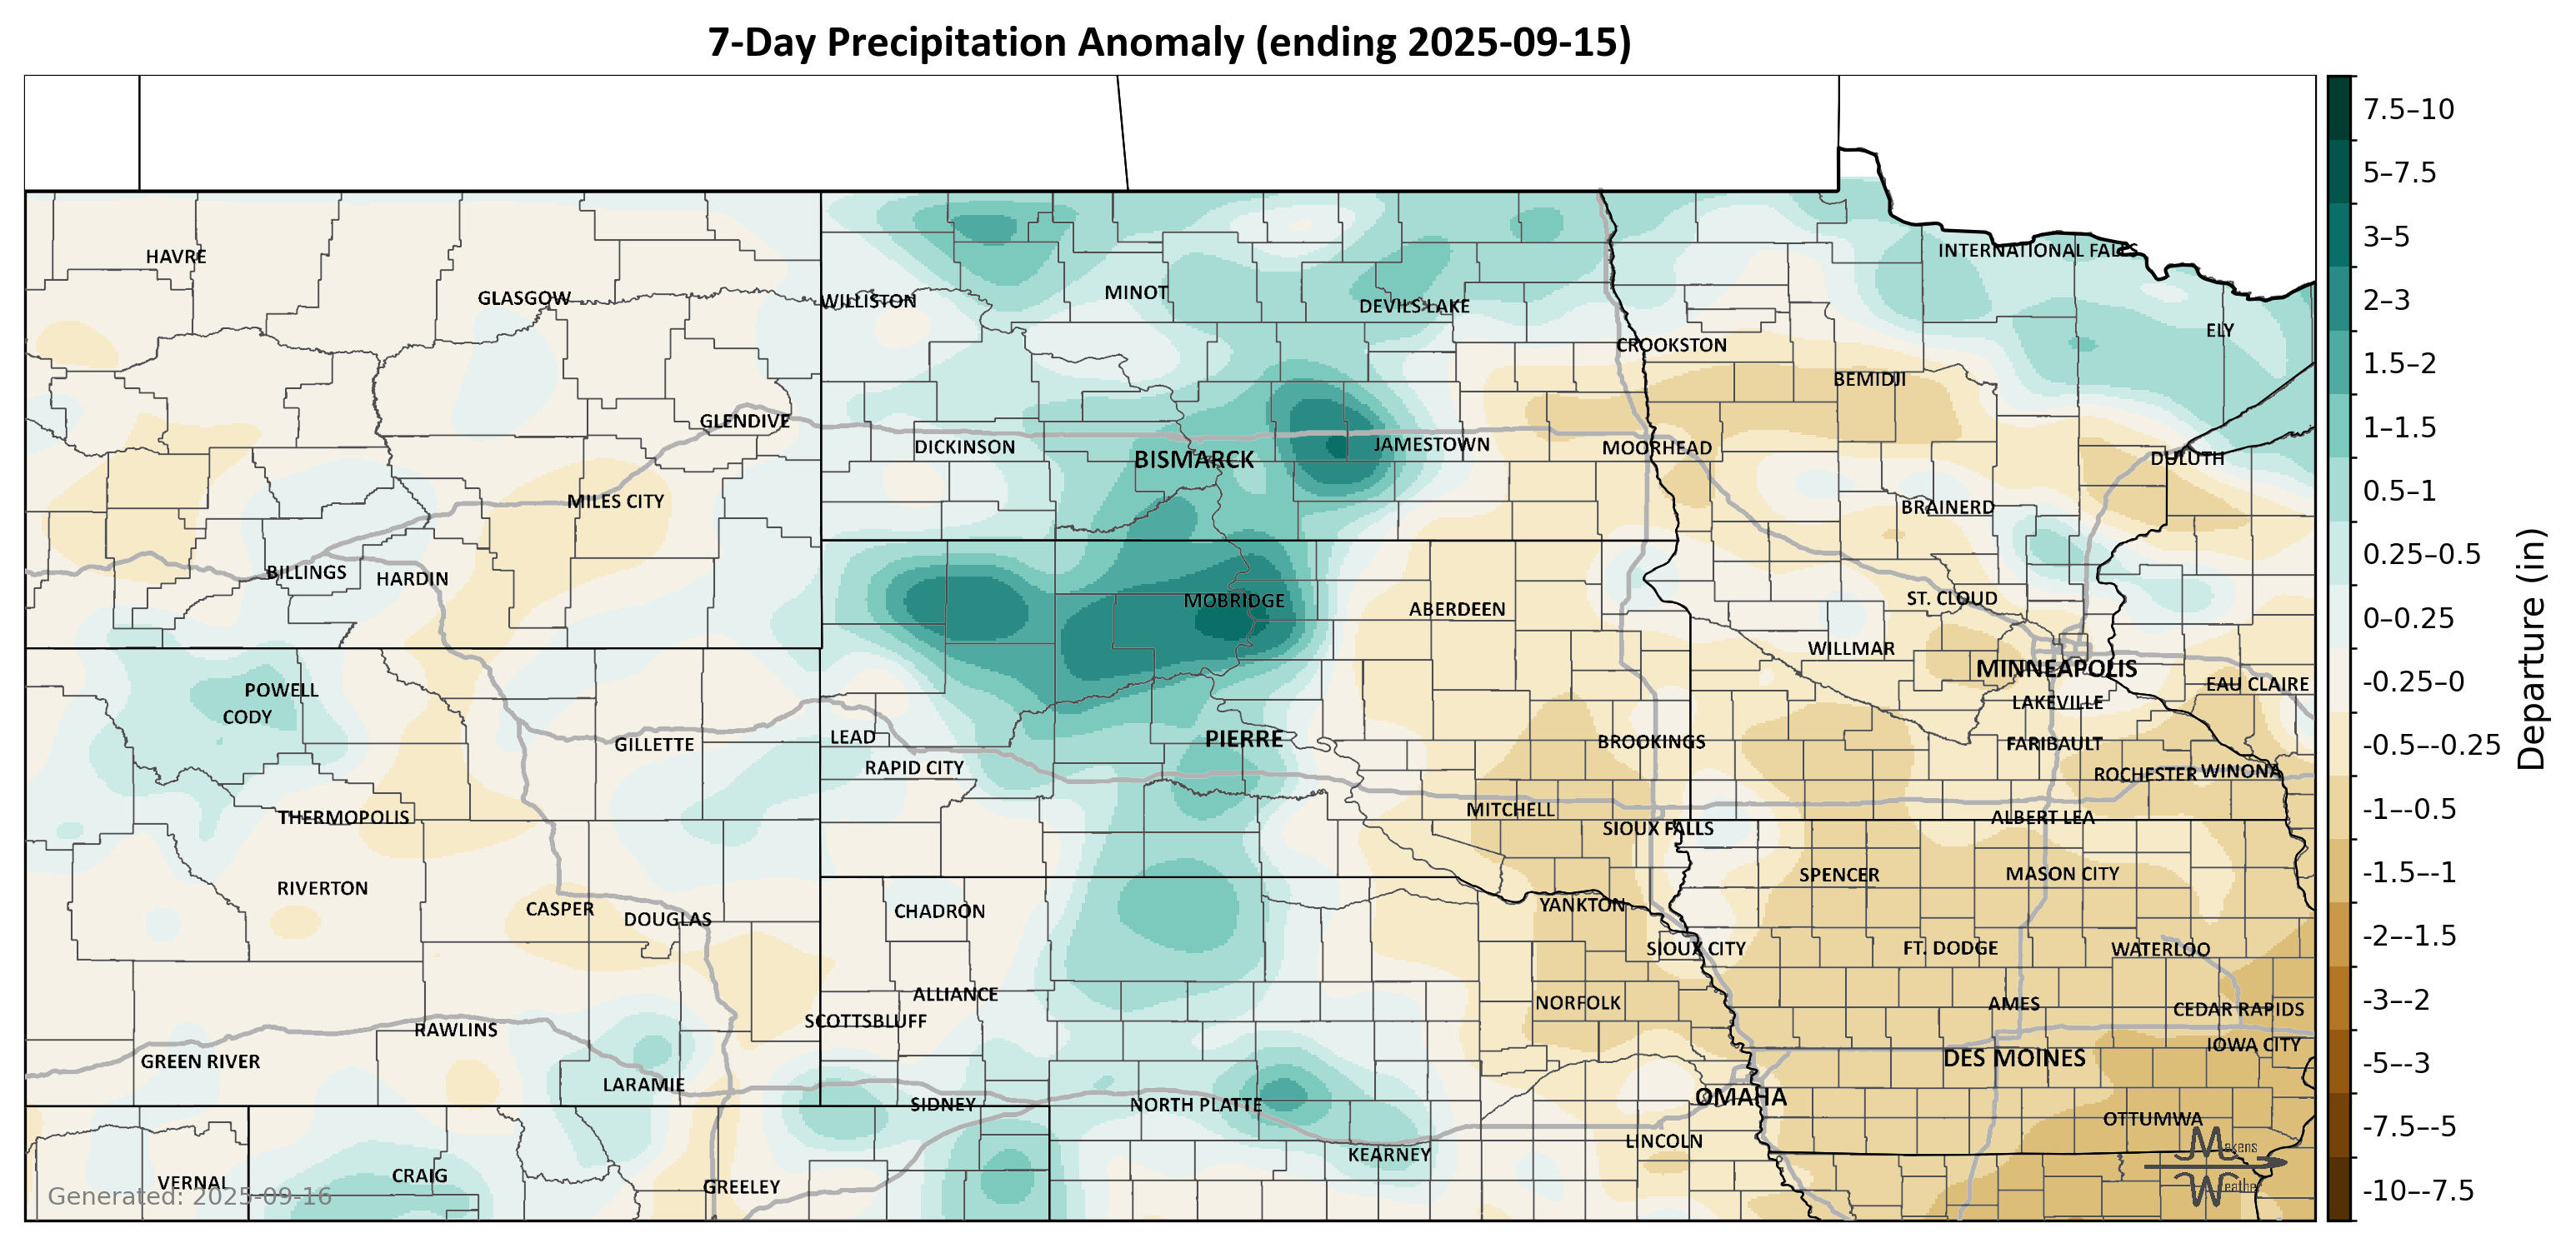 7-Day Precipitation Anomaly (ending 2025-09-15)
HAVRE
GLASGOW
WILLISTON
MINOT
DEVILS LAKE
INTERNATIONAL FALLS
ELY
CROOKSTON
BEMIDJI
GLENDIVE
DICKINSON
BISMARCK
JAMESTOWN
MOORHEAD
DULUTH
MILES CITY
BRAINERD
BILLINGS
HARDIN
MOBRIDGE
ABERDEEN
ST. CLOUD
WILLMAR
MINNEAPOLIS
EAU CLAIRE
POWELL
CODY
LAKEVILLE
GILLETTE
LEAD
PIERRE
BROOKINGS
FARIBAULT
RAPID CITY
ROCHESTER
WINONA
THERMOPOLIS
MITCHELL
SIOUX FALLS
ALBERT LEA
RIVERTON
SPENCER
MASON CITY
CASPER
DOUGLAS
CHADRON
YANKTON
SIOUX CITY
FT. DODGE
WATERLOO
ALLIANCE
NORFOLK
AMES
CEDAR RAPIDS
SCOTTSBLUFF
RAWLINS
GREEN RIVER
IOWA CITY
DES MOINES
LARAMIE
SIDNEY
NORTH PLATTE
OMAHA
OTTUMWA
LINCOLN
KEARNEY
VERNAL
CRAIG
GREELEY
Generated: 2025-09-16
Makens
Weather
7.5–10
5–7.5
3–5
2–3
1.5–2
1–1.5
0.5–1
0.25–0.5
0–0.25
-0.25–0
-0.5–-0.25
-1–-0.5
-1.5–-1
-2–-1.5
-3–-2
-5–-3
-7.5–-5
-10–-7.5
Departure (in)